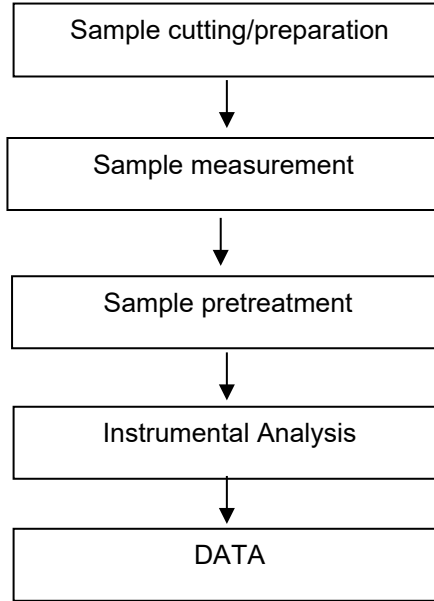 Sample cutting/preparation
Sample measurement
Sample pretreatment
Instrumental Analysis
DATA